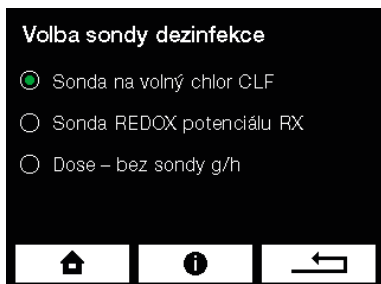 Volba sondy dezinfekce
Sonda na volný chlor CLF
Sonda REDOX potenciálu RX
Dose – bez sondy g/h